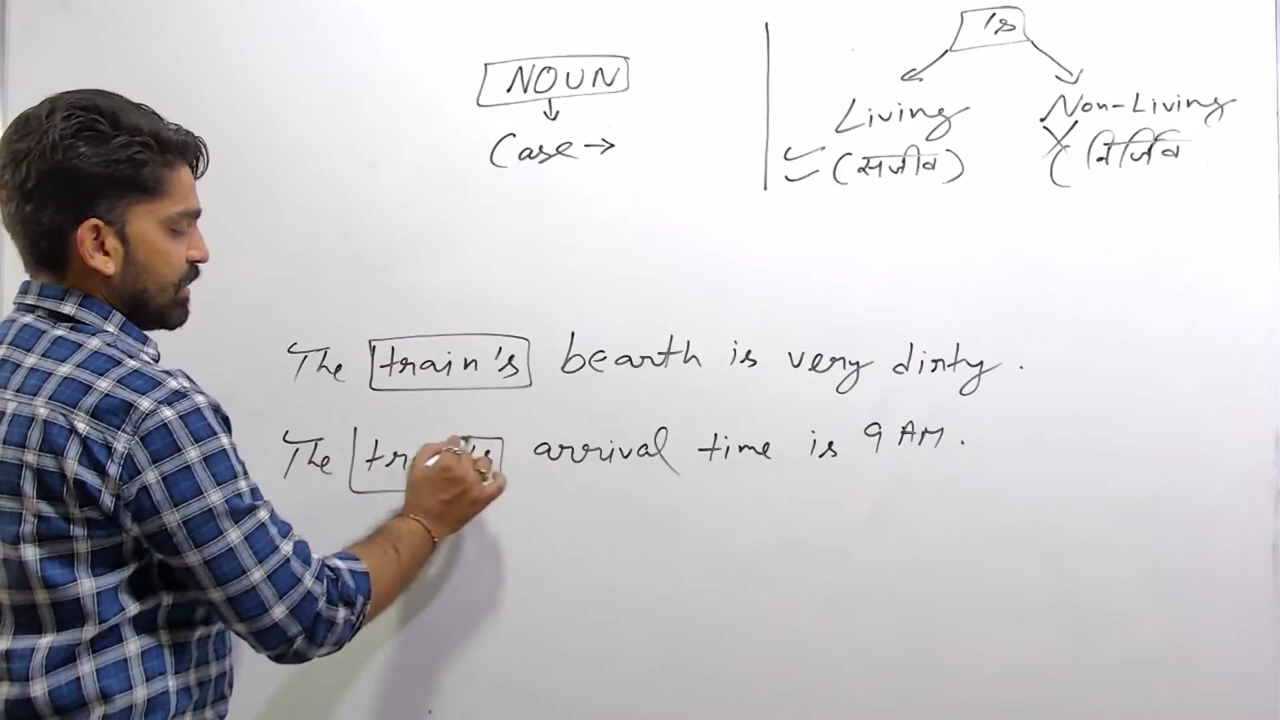 NOUN
Case →
's
Living
(सजीव)
Non-Living
(निर्जिव
The train's bearth is very dirty.
The arrival time is 9 AM.